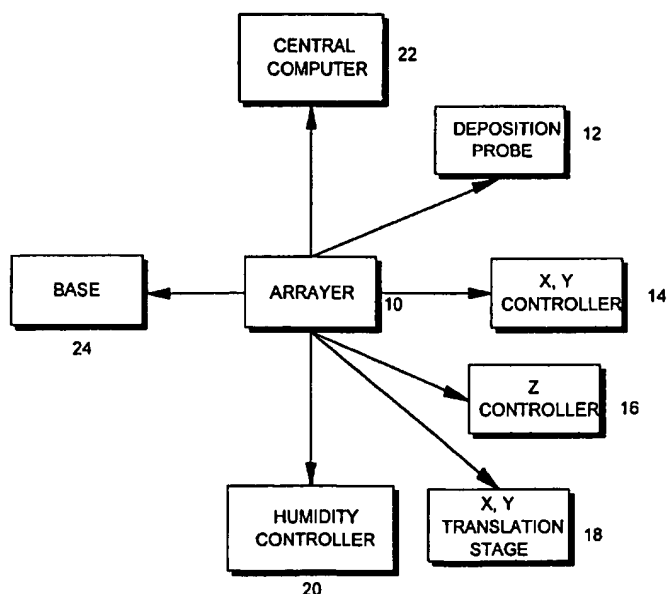 CENTRAL
COMPUTER
22
DEPOSITION
PROBE
12
BASE
24
ARRAYER
10
X, Y
CONTROLLER
14
Z
CONTROLLER
16
HUMIDITY
CONTROLLER
20
X, Y
TRANSLATION
STAGE
18